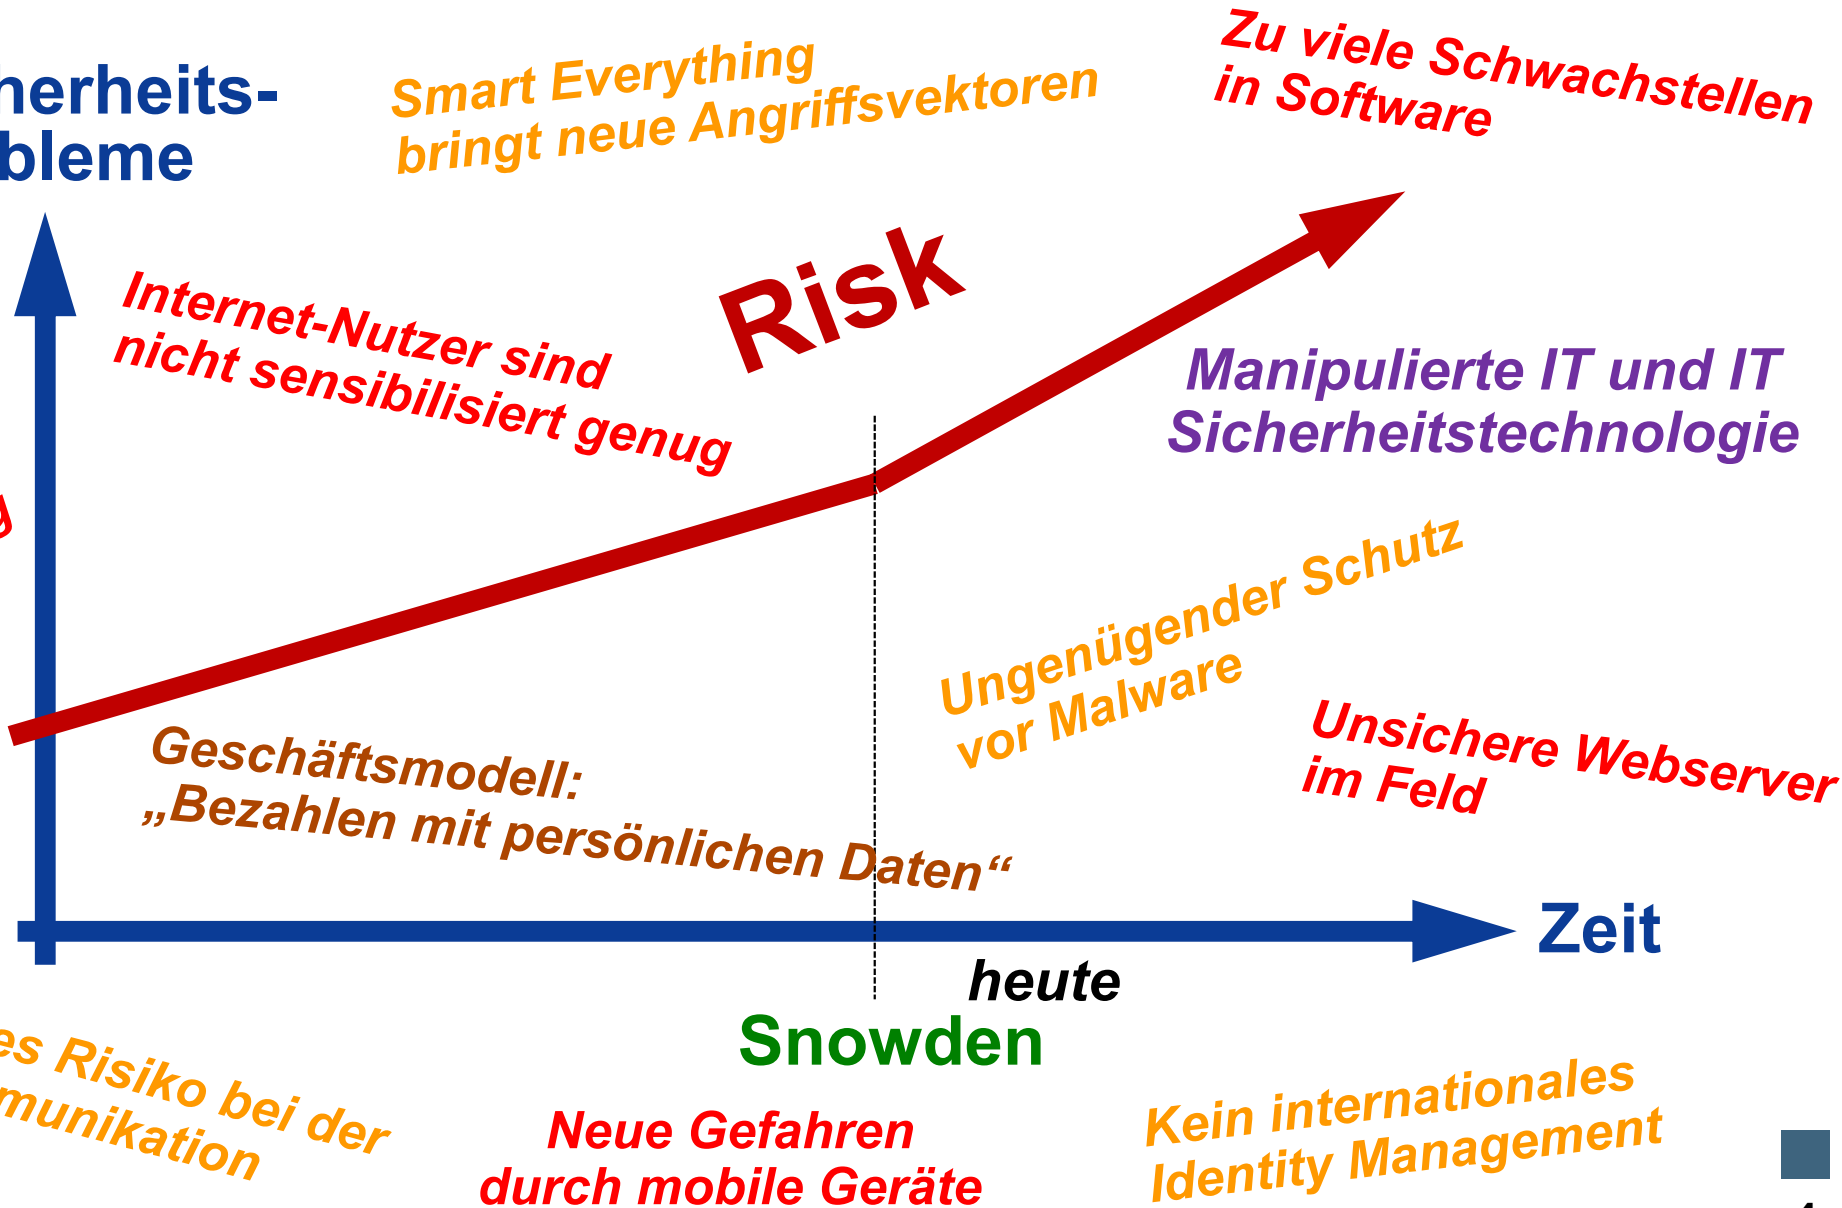 Smart Everything
bringt neue Angriffsvektoren
Zu viele Schwachstellen
in Software
herheits-
bleme
Risk
Internet-Nutzer sind
nicht sensibilisiert genug
Manipulierte IT und IT
Sicherheitstechnologie
g
Ungenügender Schutz
vor Malware
Unsichere Webserver
im Feld
Geschäftsmodell:
„Bezahlen mit persönlichen Daten“
Zeit
heute
Snowden
es Risiko bei der
munikation
Neue Gefahren
durch mobile Geräte
Kein internationales
Identity Management